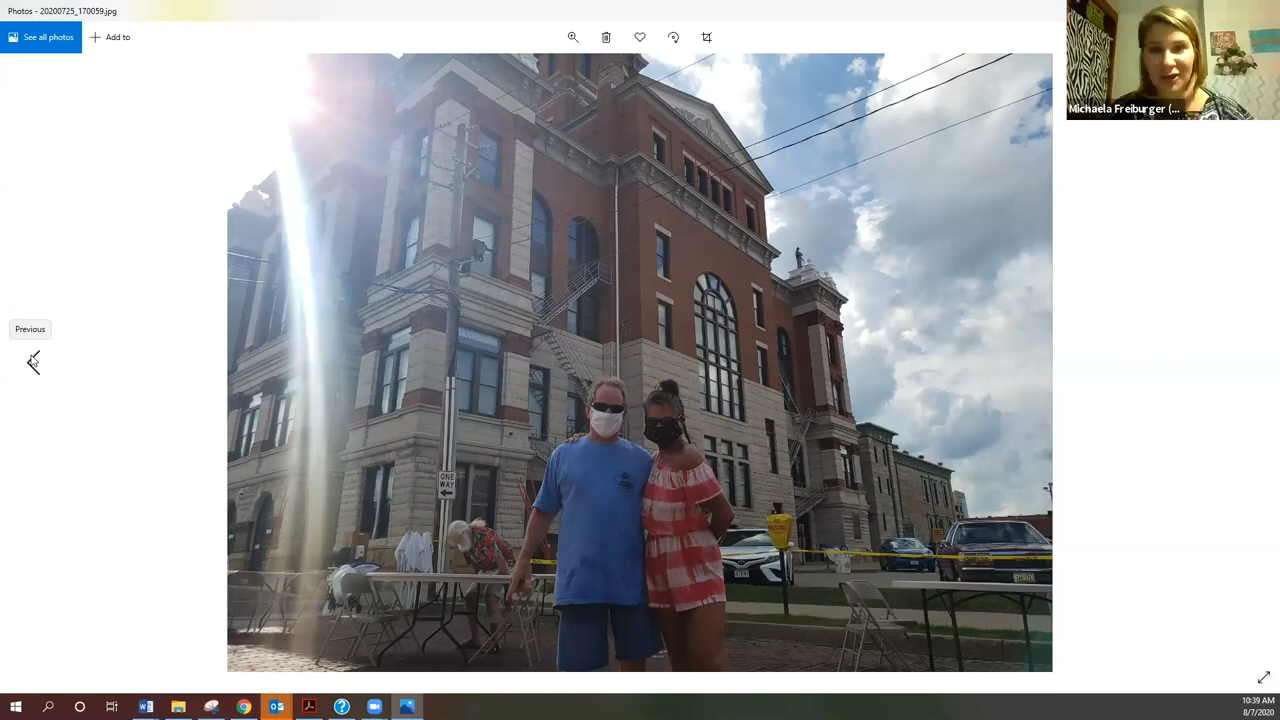 Photos - 20200725_170059.jpg
See all photos
Add to
Michaela Freiburger (...
Previous
ONE
WAY
10:39 AM
8/7/2020